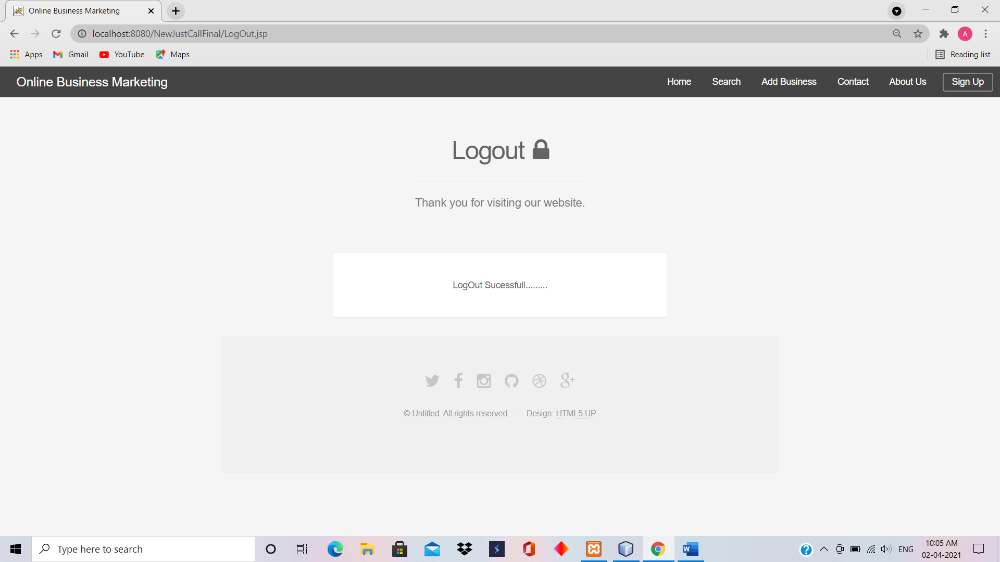 Online Business Marketing
localhost:8080/NewJustCallFinal/LogOut.jsp
A
Apps Gmail YouTube Maps Reading list
Online Business Marketing Home Search Add Business Contact About Us Sign Up
Logout
Thank you for visiting our website.
LogOut Sucessfull.........
© Untitled. All rights reserved. Design: HTML5 UP
Type here to search
ENG
10:05 AM
02-04-2021